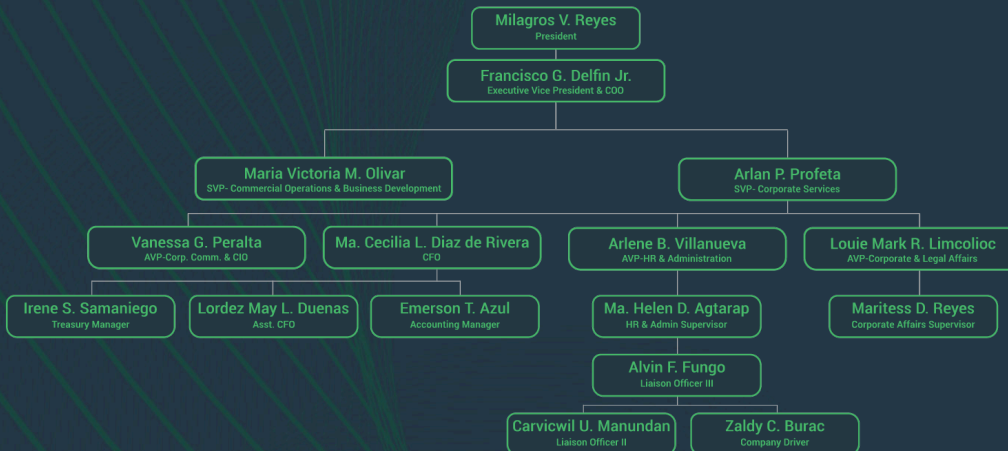 Milagros V. Reyes
President
Francisco G. Delfin Jr.
Executive Vice President & COO
Maria Victoria M. Olivar
SVP- Commercial Operations & Business Development
Arlan P. Profeta
SVP- Corporate Services
Vanessa G. Peralta
AVP-Corp. Comm. & CIO
Ma. Cecilia L. Diaz de Rivera
CFO
Arlene B. Villanueva
AVP-HR & Administration
Louie Mark R. Limcolioc
AVP-Corporate & Legal Affairs
Irene S. Samaniego
Treasury Manager
Lordez May L. Duenas
Asst. CFO
Emerson T. Azul
Accounting Manager
Ma. Helen D. Agtarap
HR & Admin Supervisor
Maritess D. Reyes
Corporate Affairs Supervisor
Alvin F. Fungo
Liaison Officer III
Carvicwil U. Manundan
Liaison Officer II
Zaldy C. Burac
Company Driver